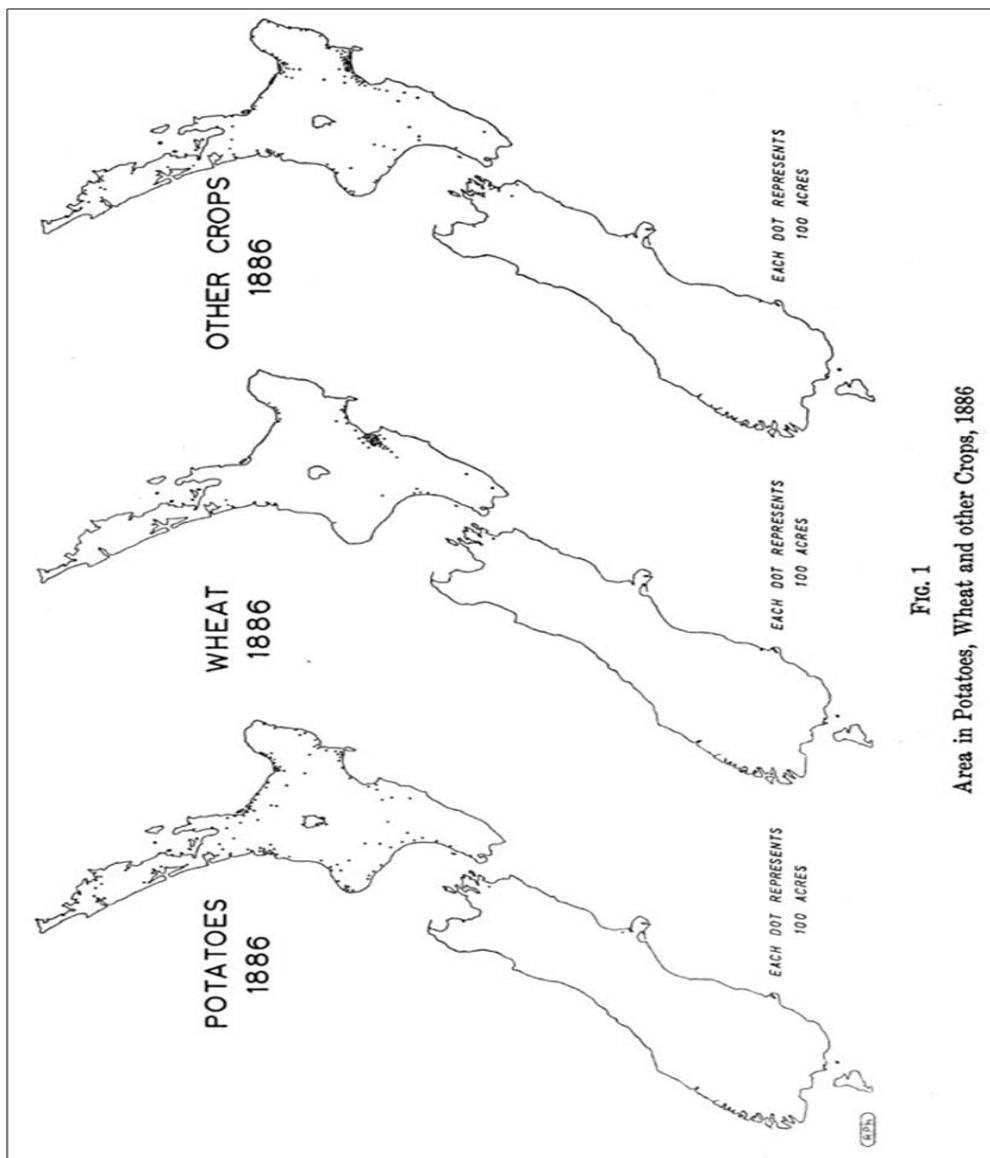 POTATOES
1886
EACH DOT REPRESENTS
100 ACRES
WHEAT
1886
EACH DOT REPRESENTS
100 ACRES
OTHER CROPS
1886
EACH DOT REPRESENTS
100 ACRES
RPH
FIG. 1
Area in Potatoes, Wheat and other Crops, 1886